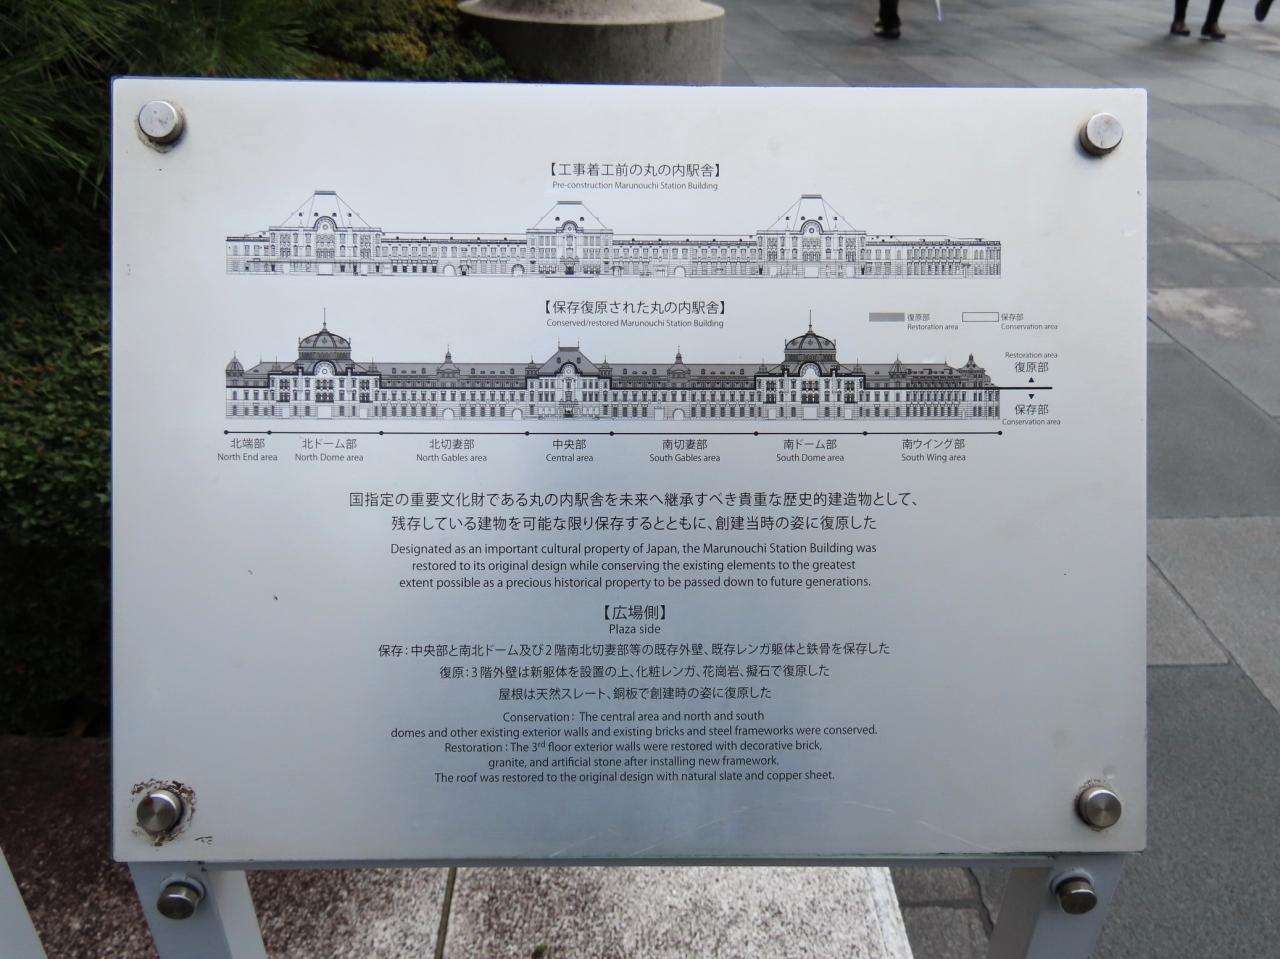 【工事着工前の丸の内駅舎】
Pre-construction Marunouchi Station Building
【保存復原された丸の内駅舎】
Conserved/restored Marunouchi Station Building
復原部
Restoration area
保存部
Conservation area
Restoration area
復原部
▲
▼
保存部
Conservation area
北端部
North End area
北ドーム部
North Dome area
北切妻部
North Gables area
中央部
Central area
南切妻部
South Gables area
南ドーム部
South Dome area
南ウイング部
South Wing area
国指定の重要文化財である丸の内駅舎を未来へ継承すべき貴重な歴史的建造物として、
残存している建物を可能な限り保存するとともに、創建当時の姿に復原した
Designated as an important cultural property of Japan, the Marunouchi Station Building was
restored to its original design while conserving the existing elements to the greatest
extent possible as a precious historical property to be passed down to future generations.
【広場側】
Plaza side
保存：中央部と南北ドーム及び2階南北切妻部等の既存外壁、既存レンガ躯体と鉄骨を保存した
復原：3階外壁は新躯体を設置の上、化粧レンガ、花崗岩、擬石で復原した
屋根は天然スレート、銅板で創建時の姿に復原した
Conservation : The central area and north and south
domes and other existing exterior walls and existing bricks and steel frameworks were conserved.
Restoration : The 3rd floor exterior walls were restored with decorative brick,
granite, and artificial stone after installing new framework.
The roof was restored to the original design with natural slate and copper sheet.